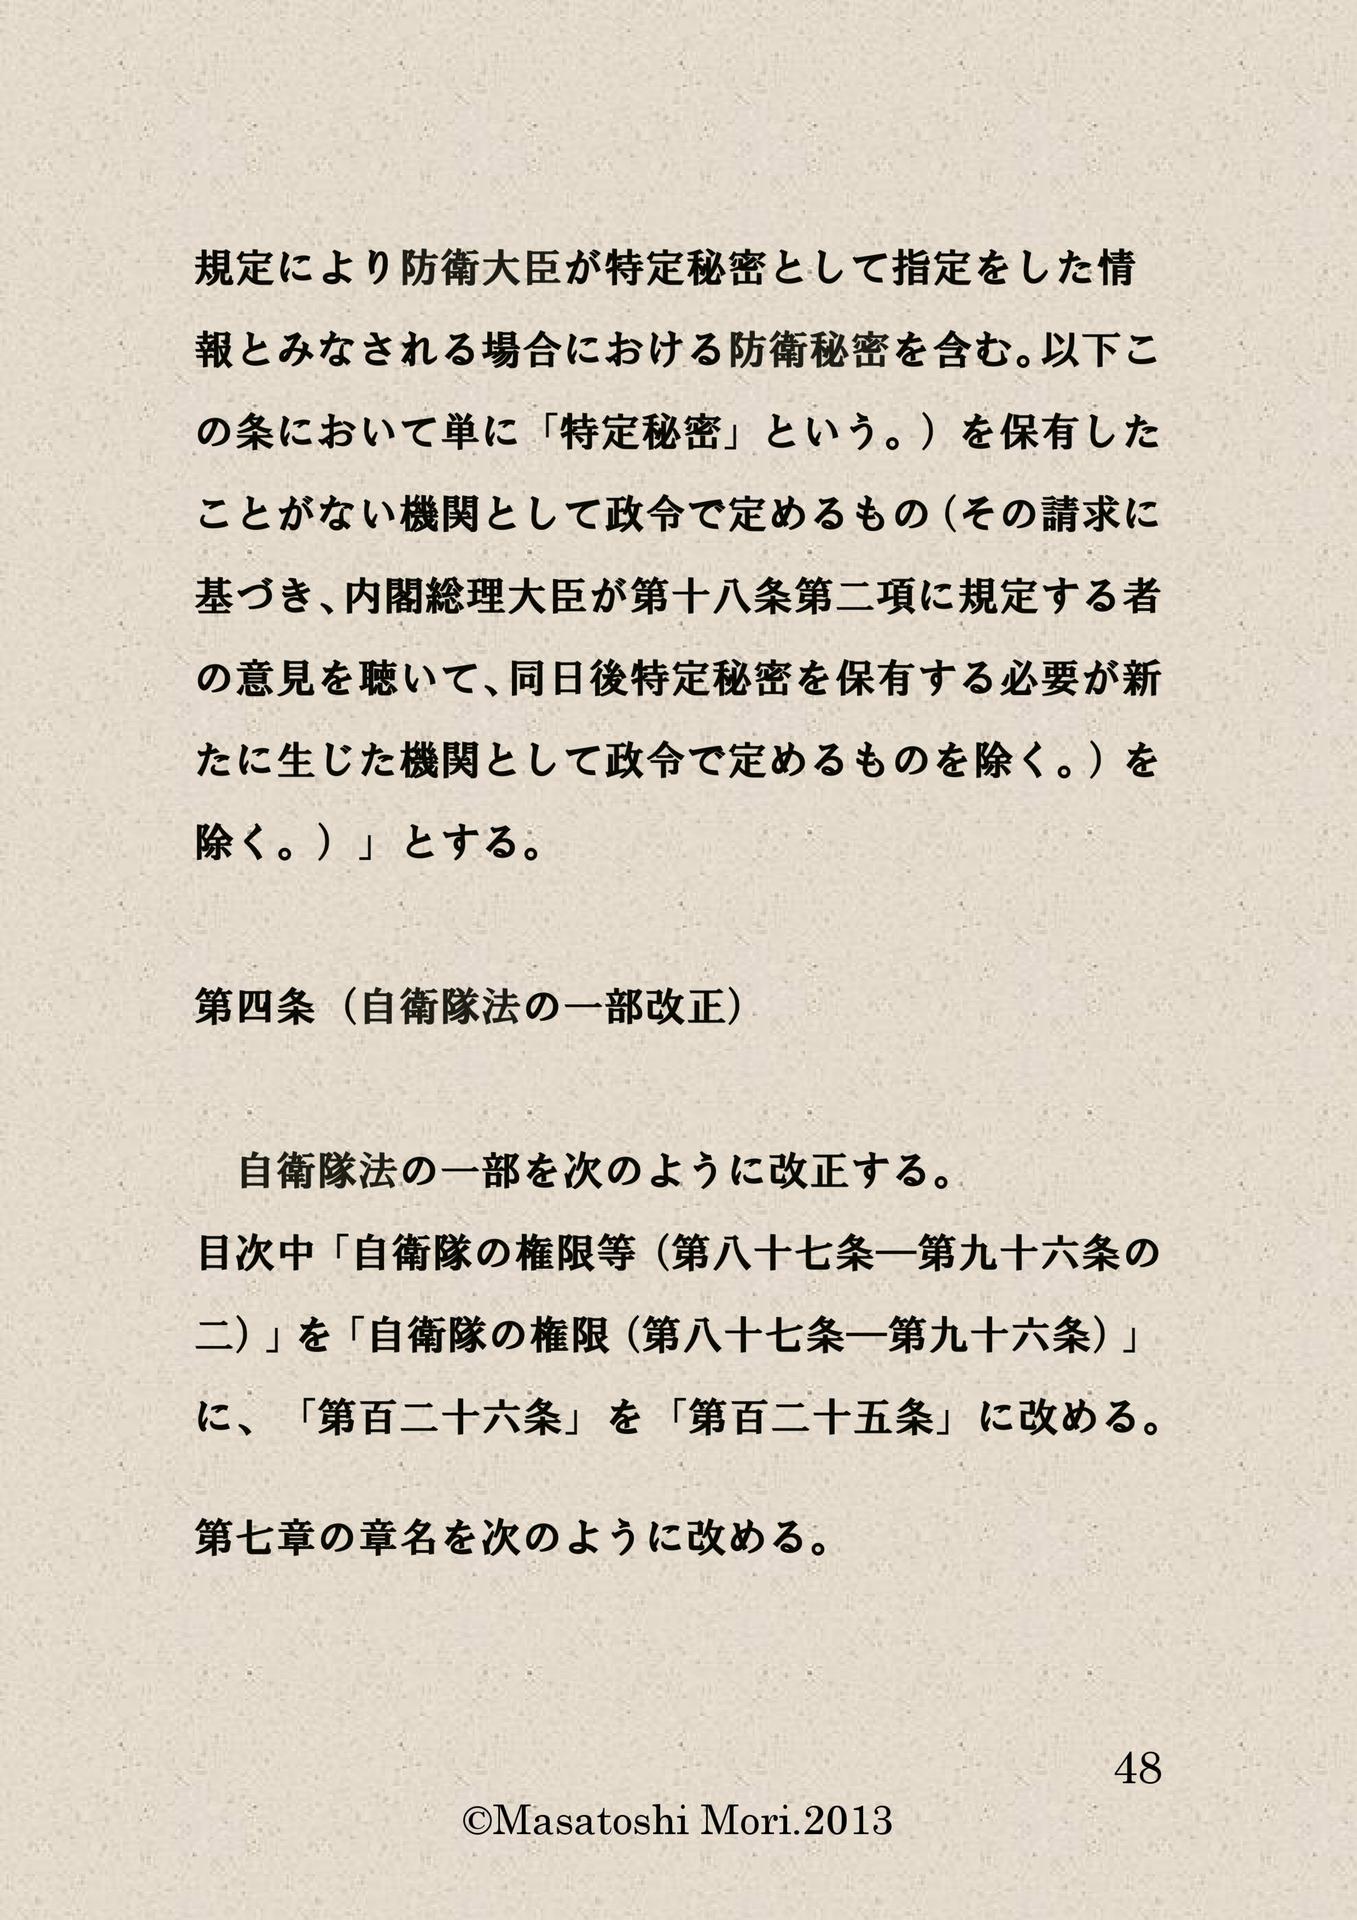 規定により防衛大臣が特定秘密として指定をした情
報とみなされる場合における防衛秘密を含む。以下こ
の条において単に「特定秘密」という。）を保有した
ことがない機関として政令で定めるもの（その請求に
基づき、内閣総理大臣が第十八条第二項に規定する者
の意見を聴いて、同日後特定秘密を保有する必要が新
たに生じた機関として政令で定めるものを除く。）を
除く。）」とする。
第四条（自衛隊法の一部改正）
自衛隊法の一部を次のように改正する。
目次中「自衛隊の権限等（第八十七条―第九十六条の
二）」を「自衛隊の権限（第八十七条―第九十六条）」
に、「第百二十六条」を「第百二十五条」に改める。
第七章の章名を次のように改める。
48
©Masatoshi Mori.2013